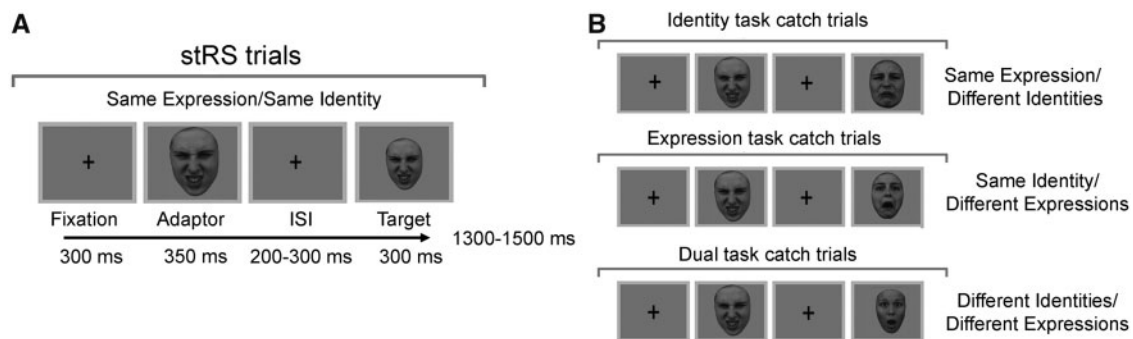 A
stRS trials
Same Expression/Same Identity
Fixation Adaptor ISI Target
300 ms 350 ms 200-300 ms 300 ms
1300-1500 ms
B
Identity task catch trials
Same Expression/
Different Identities
Expression task catch trials
Same Identity/
Different Expressions
Dual task catch trials
Different Identities/
Different Expressions